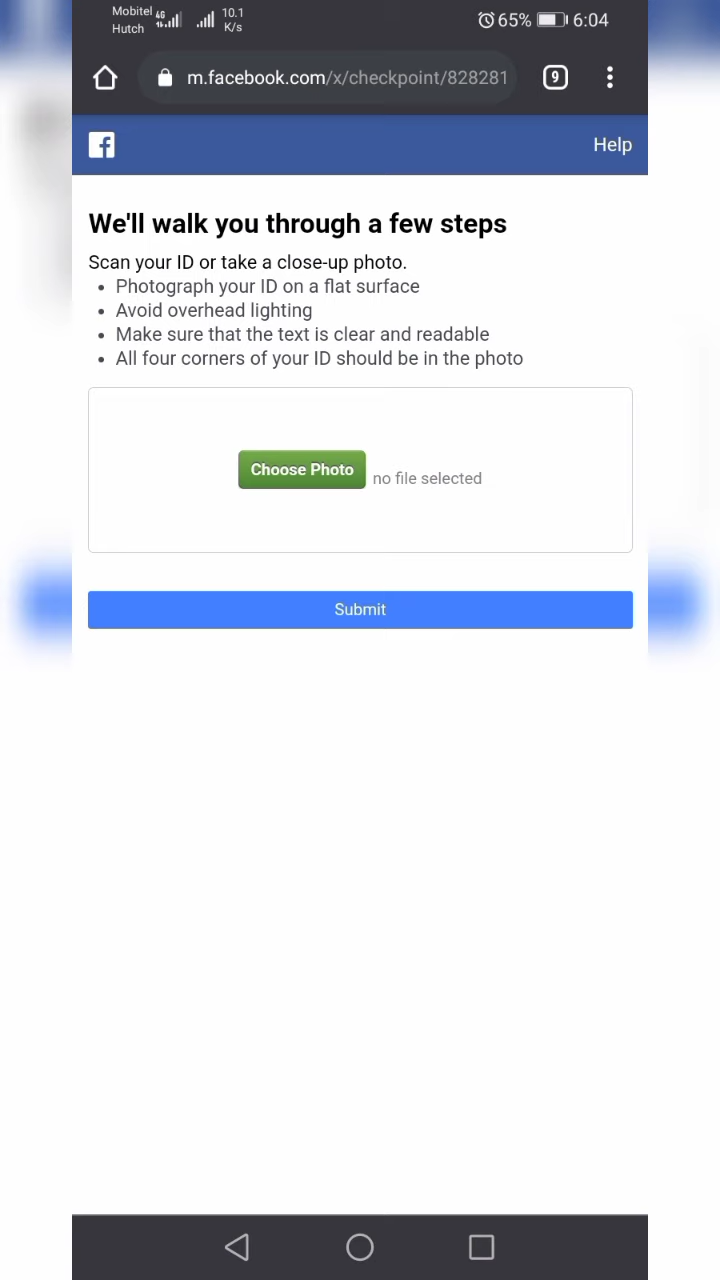 Mobitel 4G 10.1
Hutch K/s 65% 6:04
m.facebook.com/x/checkpoint/828281 9
f Help
We'll walk you through a few steps
Scan your ID or take a close-up photo.
• Photograph your ID on a flat surface
• Avoid overhead lighting
• Make sure that the text is clear and readable
• All four corners of your ID should be in the photo
Choose Photo no file selected
Submit